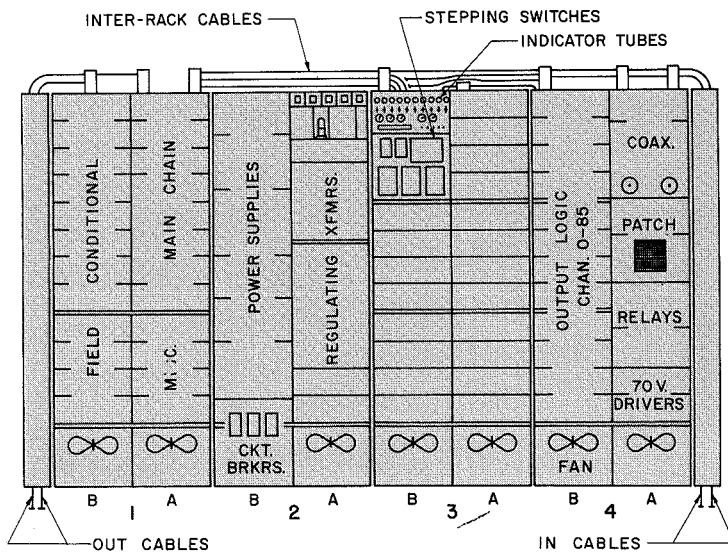 INTER-RACK CABLES
STEPPING SWITCHES
INDICATOR TUBES
CONDITIONAL
MAIN CHAIN
POWER SUPPLIES
XFMRS.
OUTPUT LOGIC
CHAN. 0-85
COAX.
PATCH
FIELD
REGULATING
RELAYS
70 V.
DRIVERS
CKT.
BRKRS.
FAN
B A B A B A B A
1 2 3 4
OUT CABLES
IN CABLES